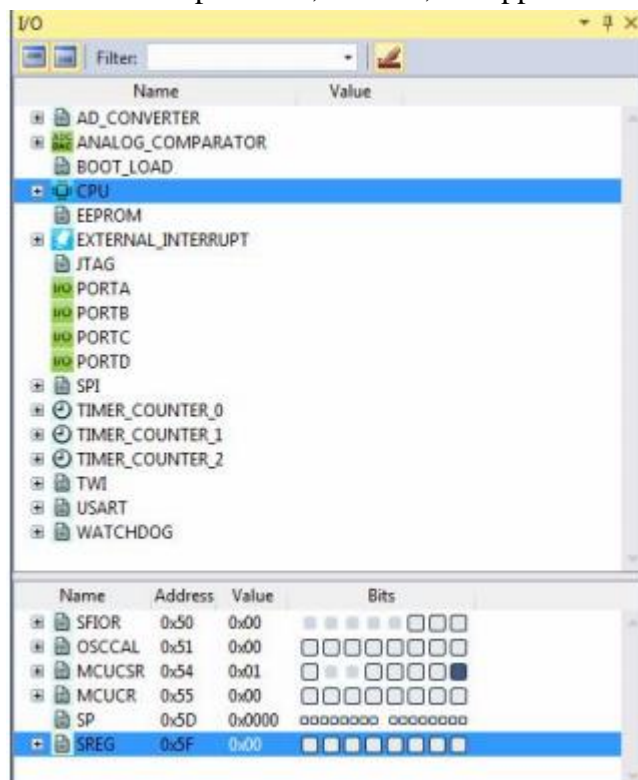 I/O
Filter:
Name Value
AD_CONVERTER
ANALOG_COMPARATOR
BOOT_LOAD
CPU
EEPROM
EXTERNAL_INTERRUPT
JTAG
I/O PORTA
I/O PORTB
I/O PORTC
I/O PORTD
SPI
TIMER_COUNTER_0
TIMER_COUNTER_1
TIMER_COUNTER_2
TWI
USART
WATCHDOG
Name Address Value Bits
SFIOR 0x50 0x00
OSCCAL 0x51 0x00
MCUCSR 0x54 0x01
MCUCR 0x55 0x00
SP 0x5D 0x0000
SREG 0x5F 0x00